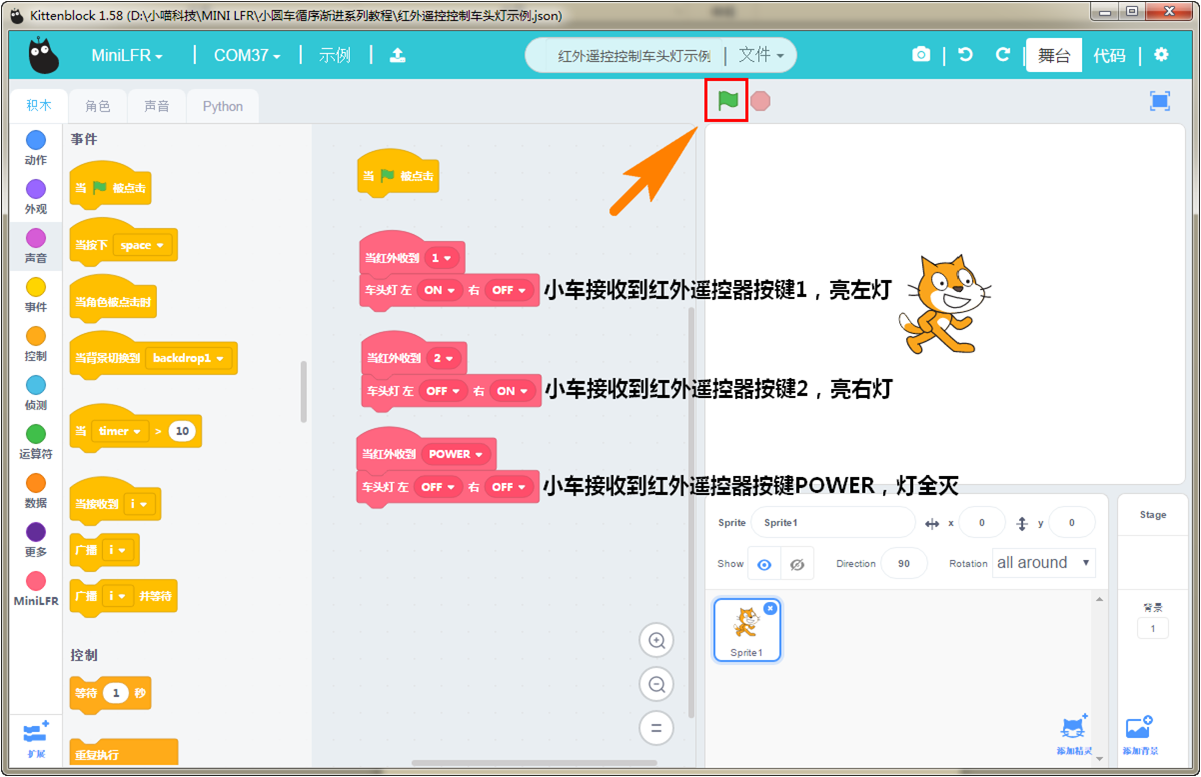 Kittenblock 1.58 (D:\小喵科技\MINI LFR\小圆车循序渐进系列教程\红外遥控控制车头灯示例.json)
MiniLFR COM37 示例 红外遥控控制车头灯示例 文件 舞台 代码
积木 角色 声音 Python
动作
外观
声音
事件
控制
侦测
运算符
数据
更多
MiniLFR
扩展
事件
当 被点击
当按下 space
当角色被点击时
当背景切换到 backdrop1
当 timer > 10
当接收到 i
广播 i
广播 i 并等待
控制
等待 1 秒
重复执行
当 被点击
当红外收到 1
车头灯 左 ON 右 OFF
小车接收到红外遥控器按键1，亮左灯
当红外收到 2
车头灯 左 OFF 右 ON
小车接收到红外遥控器按键2，亮右灯
当红外收到 POWER
车头灯 左 OFF 右 OFF
小车接收到红外遥控器按键POWER，灯全灭
Sprite Sprite1 x 0 y 0
Show Direction 90 Rotation all around
Sprite1
添加精灵
Stage
背景
1
添加背景